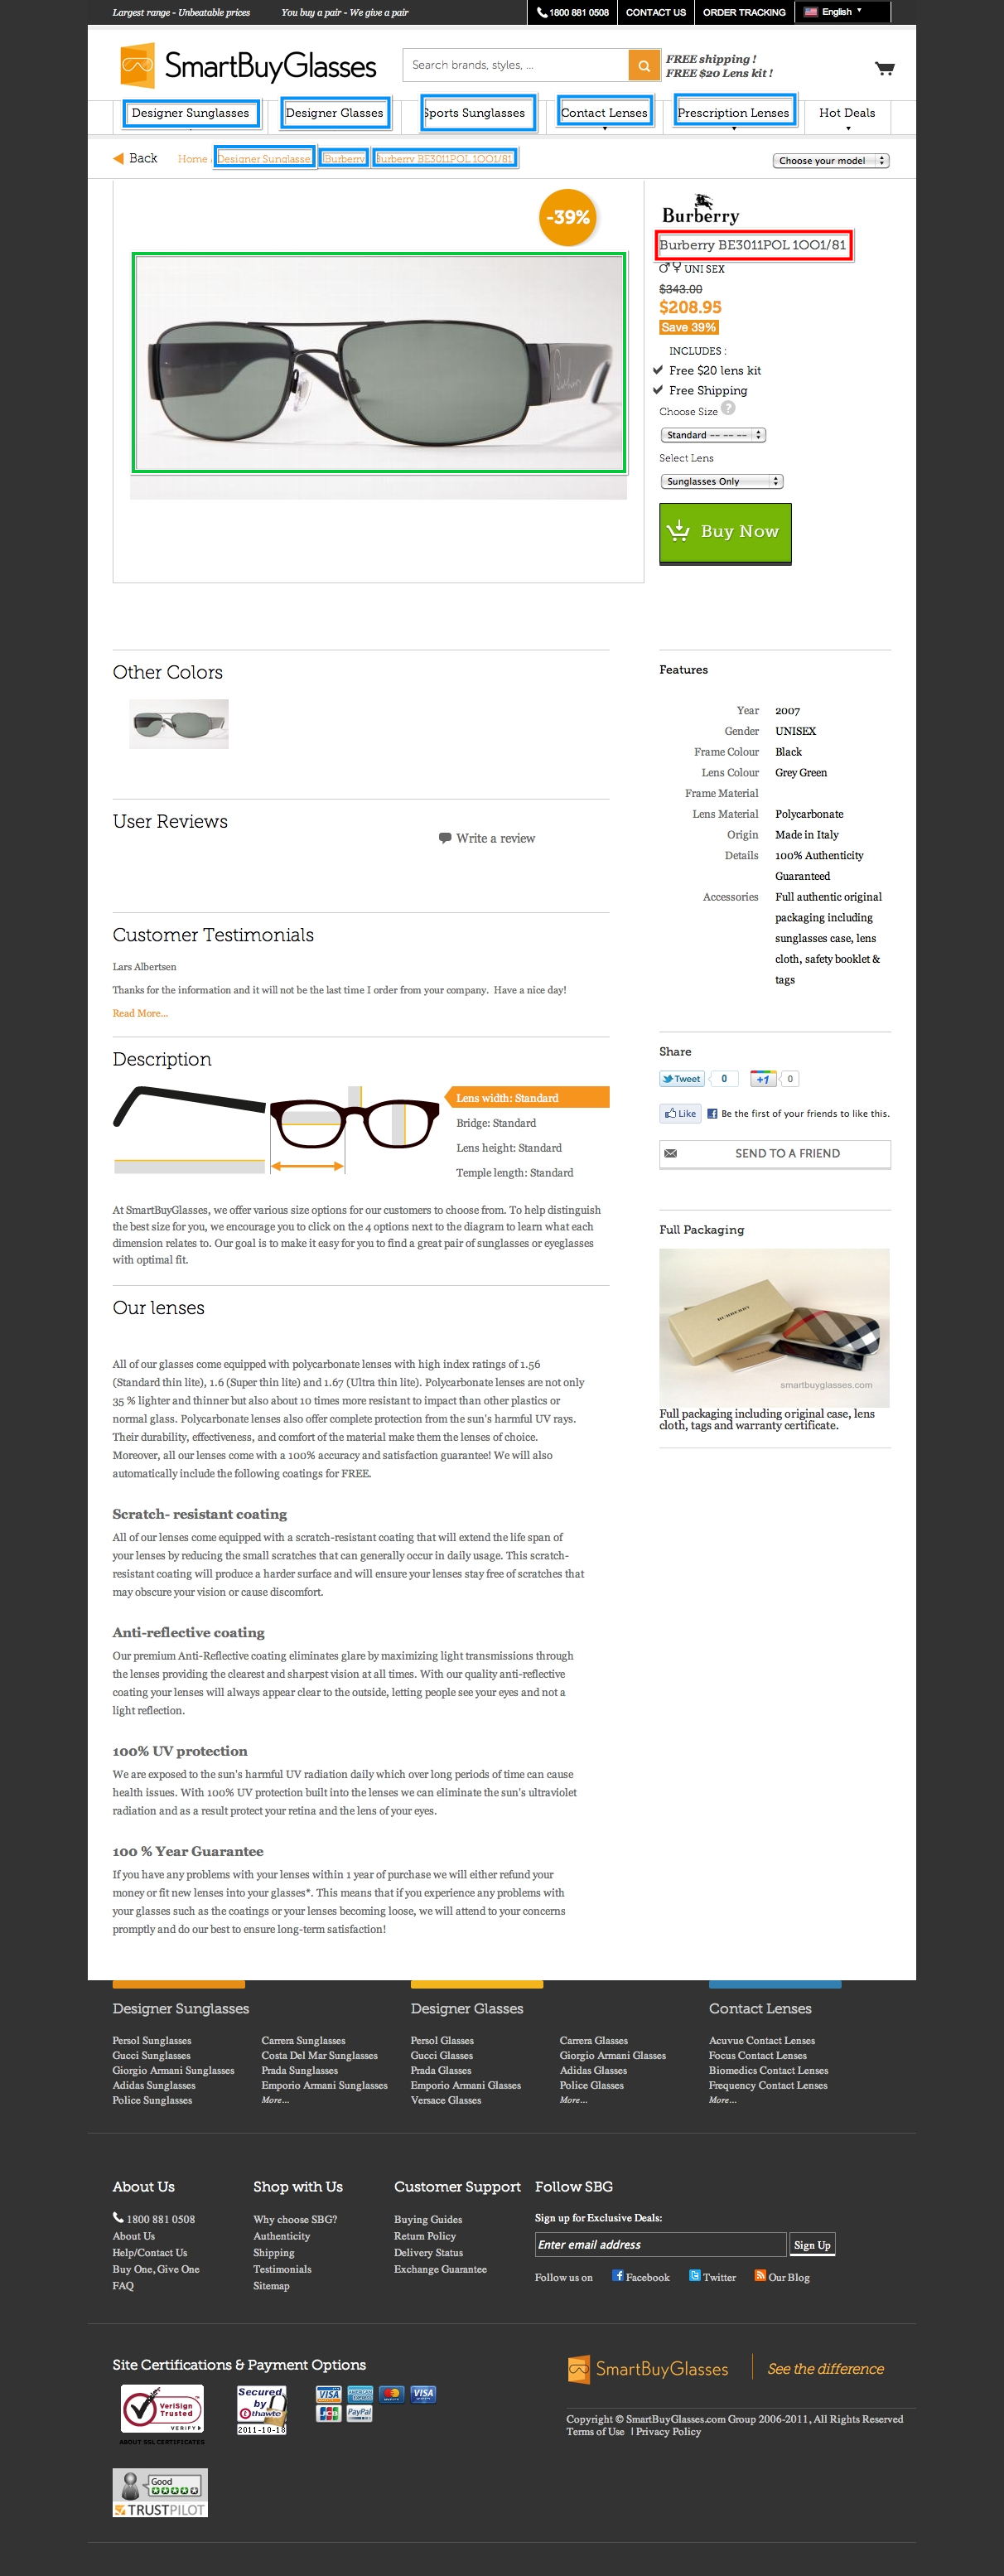 Largest range - Unbeatable prices You buy a pair - We give a pair 1800 881 0508 CONTACT US ORDER TRACKING English
SmartBuyGlasses
Search brands, styles, ...
FREE shipping !
FREE $20 Lens kit !
Designer Sunglasses Designer Glasses Sports Sunglasses Contact Lenses Prescription Lenses Hot Deals
Back Home Designer Sunglasse Burberry Burberry BE3011POL 1OO1/81
Choose your model
-39%
Burberry
Burberry BE3011POL 1OO1/81
UNI SEX
$343.00
$208.95
Save 39%
INCLUDES :
Free $20 lens kit
Free Shipping
Choose Size ?
Standard -- -- --
Select Lens
Sunglasses Only
Buy Now
Other Colors
User Reviews
Write a review
Customer Testimonials
Lars Albertsen
Thanks for the information and it will not be the last time I order from your company. Have a nice day!
Read More...
Description
Lens width: Standard
Bridge: Standard
Lens height: Standard
Temple length: Standard
At SmartBuyGlasses, we offer various size options for our customers to choose from. To help distinguish
the best size for you, we encourage you to click on the 4 options next to the diagram to learn what each
dimension relates to. Our goal is to make it easy for you to find a great pair of sunglasses or eyeglasses
with optimal fit.
Our lenses
All of our glasses come equipped with polycarbonate lenses with high index ratings of 1.56
(Standard thin lite), 1.6 (Super thin lite) and 1.67 (Ultra thin lite). Polycarbonate lenses are not only
35 % lighter and thinner but also about 10 times more resistant to impact than other plastics or
normal glass. Polycarbonate lenses also offer complete protection from the sun's harmful UV rays.
Their durability, effectiveness, and comfort of the material make them the lenses of choice.
Moreover, all our lenses come with a 100% accuracy and satisfaction guarantee! We will also
automatically include the following coatings for FREE.
Scratch- resistant coating
All of our lenses come equipped with a scratch-resistant coating that will extend the life span of
your lenses by reducing the small scratches that can generally occur in daily usage. This scratch-
resistant coating will produce a harder surface and will ensure your lenses stay free of scratches that
may obscure your vision or cause discomfort.
Anti-reflective coating
Our premium Anti-Reflective coating eliminates glare by maximizing light transmissions through
the lenses providing the clearest and sharpest vision at all times. With our quality anti-reflective
coating your lenses will always appear clear to the outside, letting people see your eyes and not a
light reflection.
100% UV protection
We are exposed to the sun's harmful UV radiation daily which over long periods of time can cause
health issues. With 100% UV protection built into the lenses we can eliminate the sun's ultraviolet
radiation and as a result protect your retina and the lens of your eyes.
100 % Year Guarantee
If you have any problems with your lenses within 1 year of purchase we will either refund your
money or fit new lenses into your glasses*. This means that if you experience any problems with
your glasses such as the coatings or your lenses becoming loose, we will attend to your concerns
promptly and do our best to ensure long-term satisfaction!
Features
Year 2007
Gender UNISEX
Frame Colour Black
Lens Colour Grey Green
Frame Material
Lens Material Polycarbonate
Origin Made in Italy
Details 100% Authenticity
Guaranteed
Accessories Full authentic original
packaging including
sunglasses case, lens
cloth, safety booklet &
tags
Share
Tweet 0 +1 0
Like Be the first of your friends to like this.
SEND TO A FRIEND
Full Packaging
BURBERRY
smartbuyglasses.com
Full packaging including original case, lens
cloth, tags and warranty certificate.
Designer Sunglasses Designer Glasses Contact Lenses
Persol Sunglasses Carrera Sunglasses Persol Glasses Carrera Glasses Acuvue Contact Lenses
Gucci Sunglasses Costa Del Mar Sunglasses Gucci Glasses Giorgio Armani Glasses Focus Contact Lenses
Giorgio Armani Sunglasses Prada Sunglasses Prada Glasses Adidas Glasses Biomedics Contact Lenses
Adidas Sunglasses Emporio Armani Sunglasses Emporio Armani Glasses Police Glasses Frequency Contact Lenses
Police Sunglasses More... Versace Glasses More... More...
About Us Shop with Us Customer Support Follow SBG
1800 881 0508 Why choose SBG? Buying Guides Sign up for Exclusive Deals:
About Us Authenticity Return Policy
Help/Contact Us Shipping Delivery Status Enter email address Sign Up
Buy One, Give One Testimonials Exchange Guarantee
FAQ Sitemap Follow us on Facebook Twitter Our Blog
Site Certifications & Payment Options
VeriSign
Trusted
VERIFY
ABOUT SSL CERTIFICATES
Secured
by
thawte
2011-10-18
VISA AMERICAN EXPRESS MasterCard VISA
JCB PayPal
Good
TRUSTPILOT
SmartBuyGlasses See the difference
Copyright © SmartBuyGlasses.com Group 2006-2011, All Rights Reserved
Terms of Use | Privacy Policy